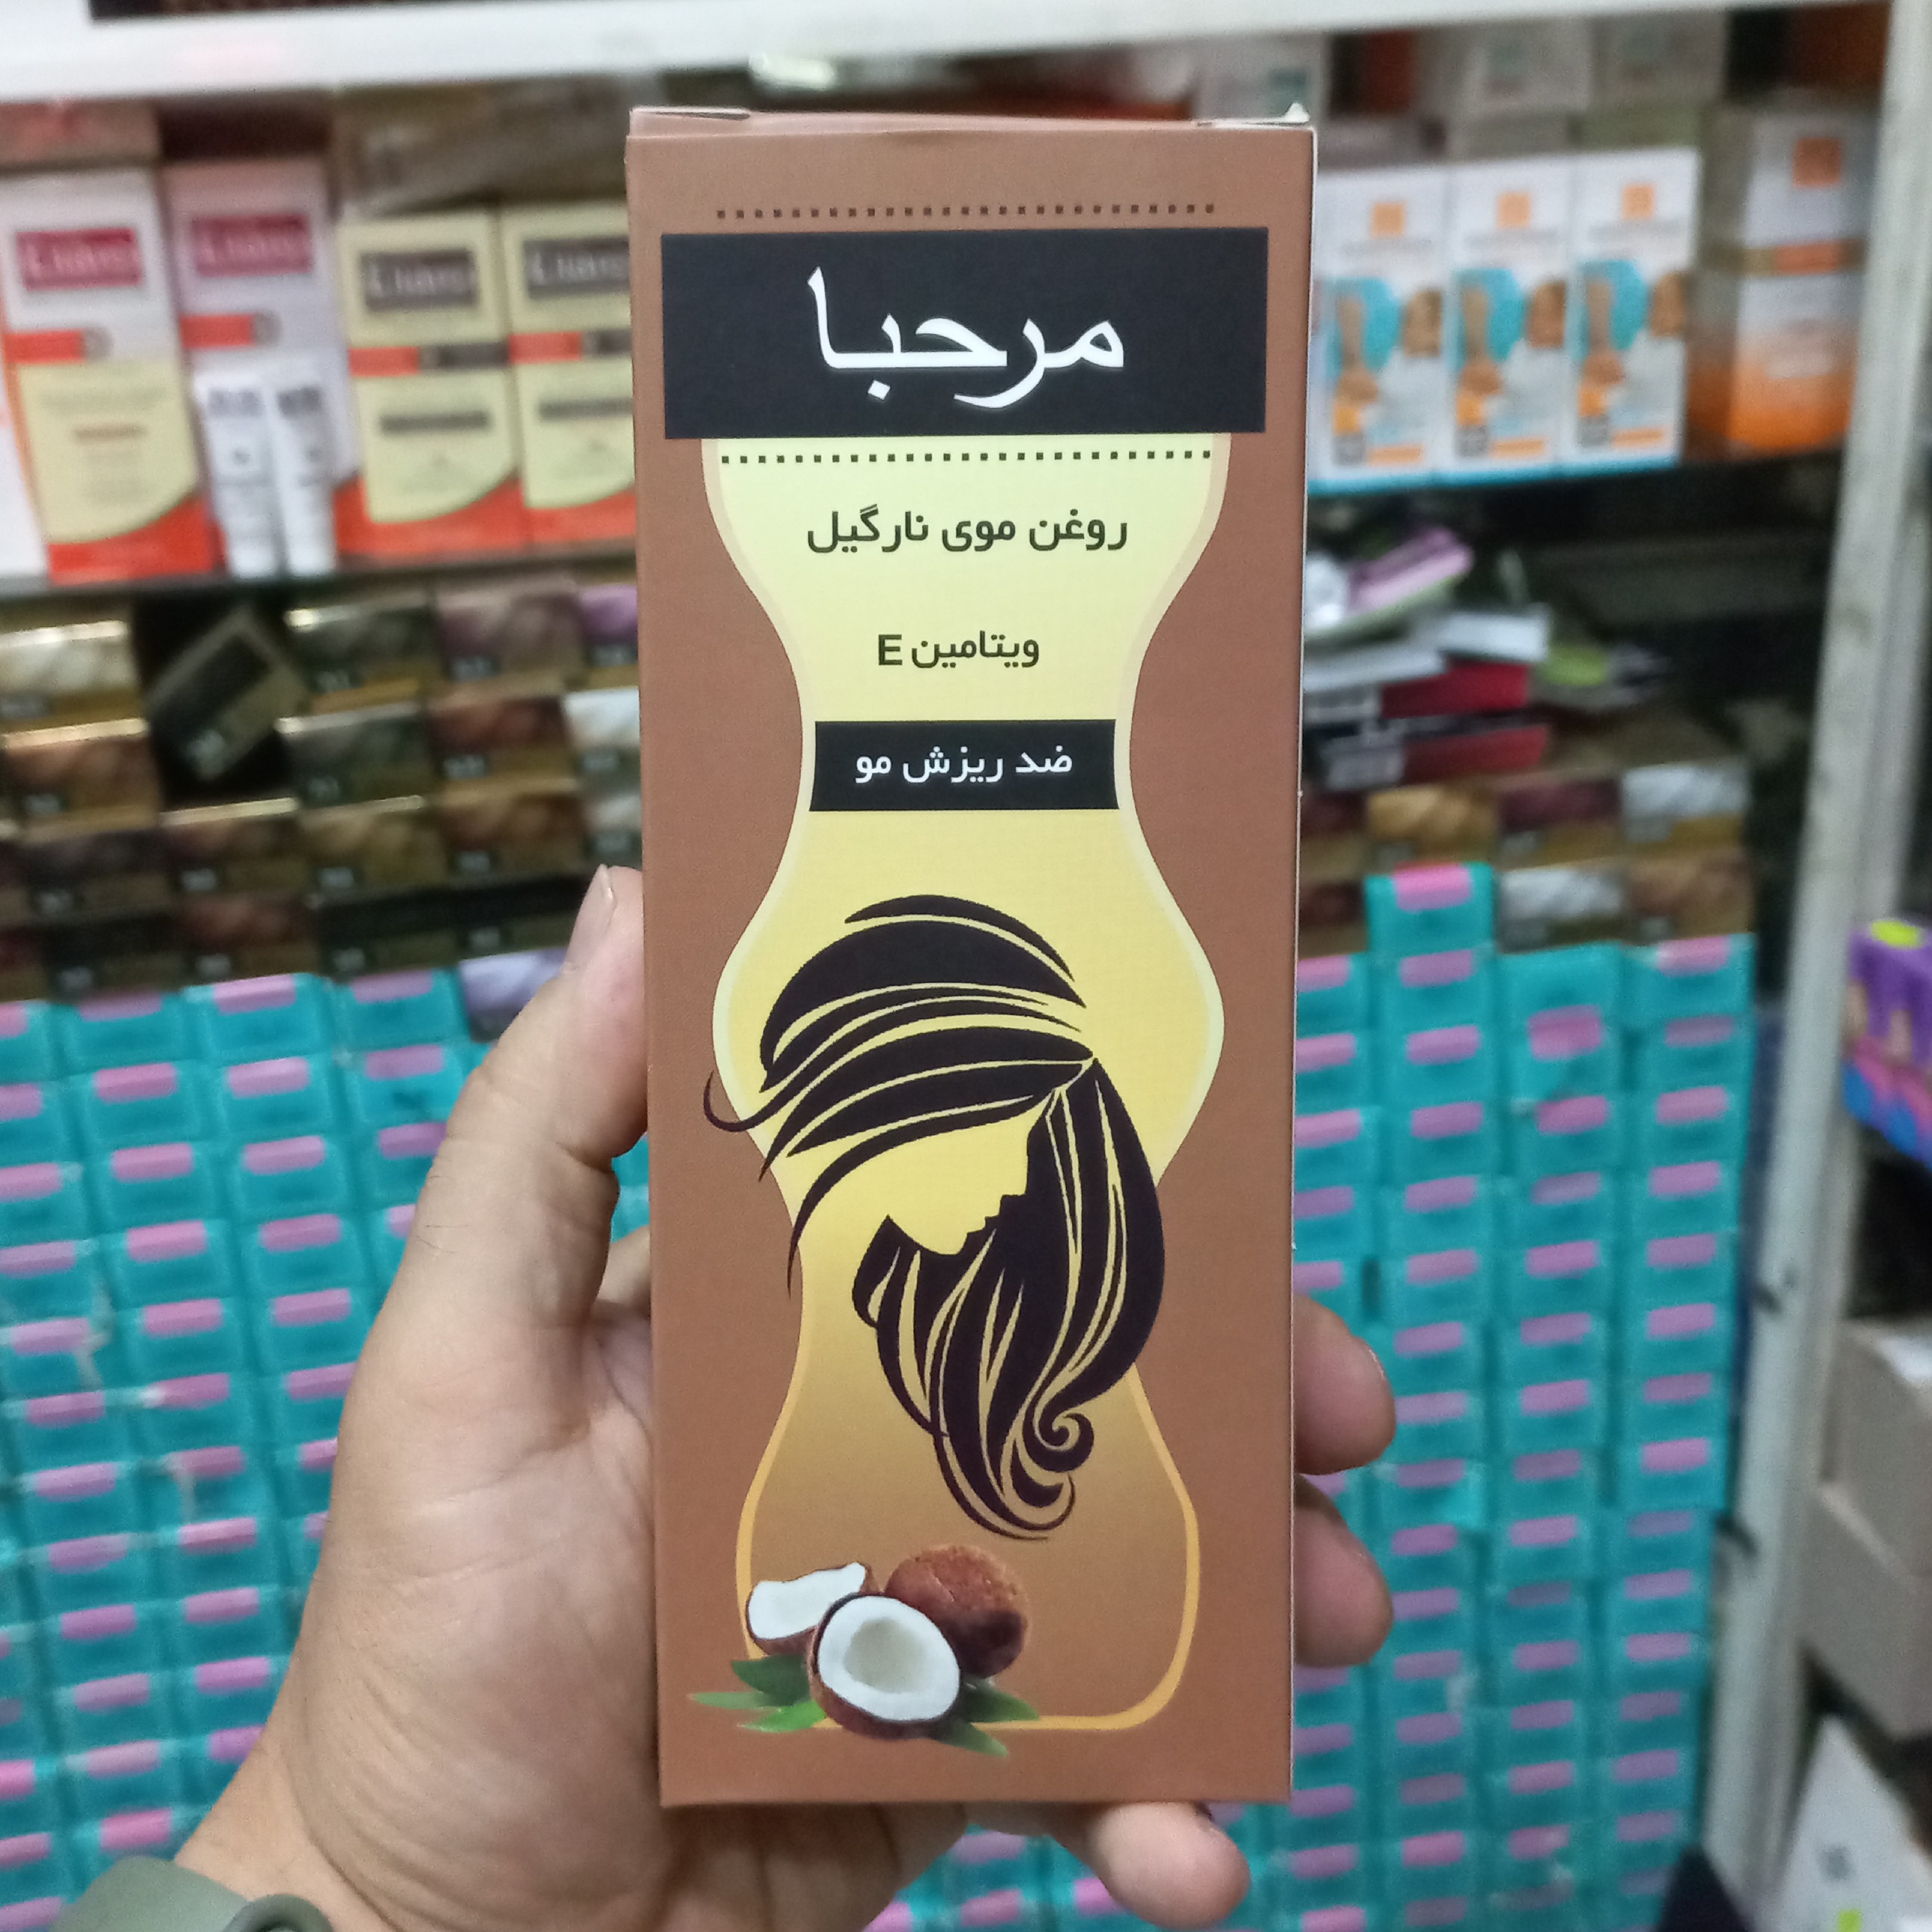 مرحبا
روغن موی نارگیل
ویتامین E
ضد ریزش مو